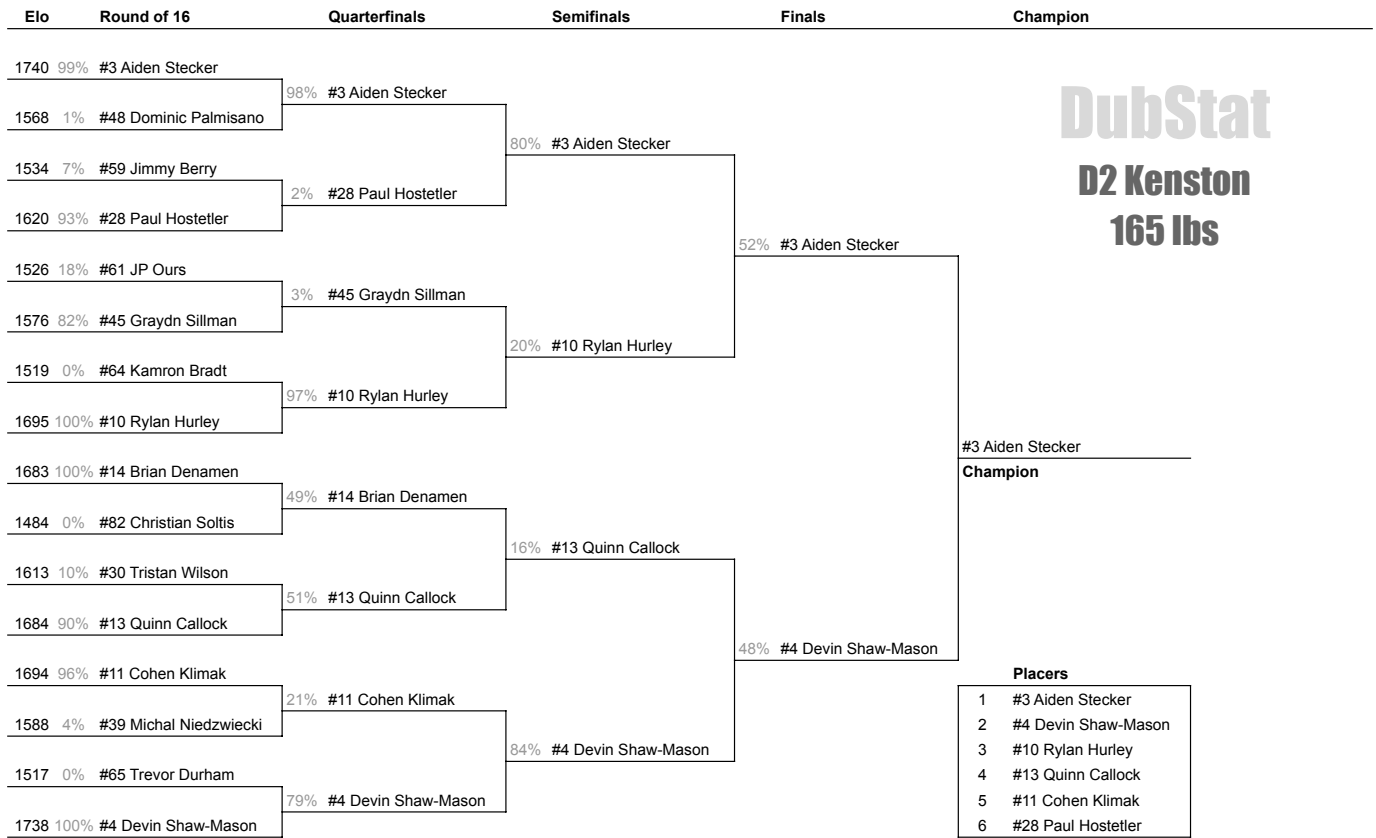 Elo Round of 16 Quarterfinals Semifinals Finals Champion
1740 99% #3 Aiden Stecker
98% #3 Aiden Stecker
DubStat
1568 1% #48 Dominic Palmisano
80% #3 Aiden Stecker
1534 7% #59 Jimmy Berry
D2 Kenston
2% #28 Paul Hostetler
1620 93% #28 Paul Hostetler
165 lbs
52% #3 Aiden Stecker
1526 18% #61 JP Ours
3% #45 Graydn Sillman
1576 82% #45 Graydn Sillman
20% #10 Rylan Hurley
1519 0% #64 Kamron Bradt
97% #10 Rylan Hurley
1695 100% #10 Rylan Hurley
#3 Aiden Stecker
1683 100% #14 Brian Denamen
Champion
49% #14 Brian Denamen
1484 0% #82 Christian Soltis
16% #13 Quinn Callock
1613 10% #30 Tristan Wilson
51% #13 Quinn Callock
1684 90% #13 Quinn Callock
48% #4 Devin Shaw-Mason
1694 96% #11 Cohen Klimak
Placers
21% #11 Cohen Klimak
1 #3 Aiden Stecker
1588 4% #39 Michal Niedzwiecki
2 #4 Devin Shaw-Mason
84% #4 Devin Shaw-Mason
3 #10 Rylan Hurley
1517 0% #65 Trevor Durham
4 #13 Quinn Callock
79% #4 Devin Shaw-Mason
5 #11 Cohen Klimak
1738 100% #4 Devin Shaw-Mason
6 #28 Paul Hostetler